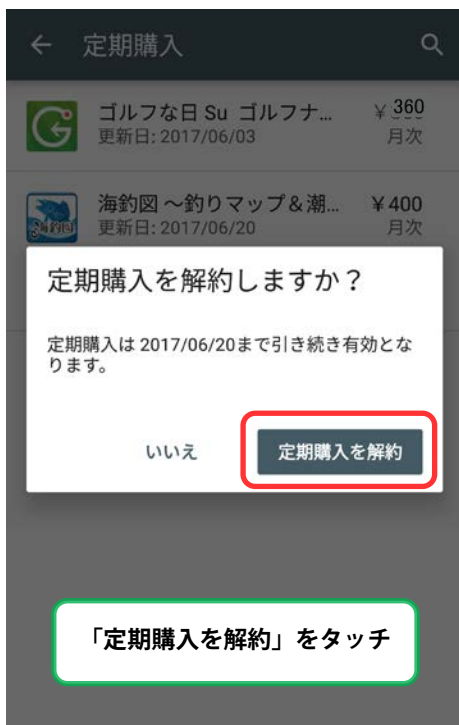 定期購入
ゴルフな日 Su ゴルフナ... ¥ 360
更新日: 2017/06/03 月次
海釣図 ～釣りマップ＆潮... ¥400
更新日: 2017/06/20 月次
海釣図
定期購入を解約しますか？
定期購入は 2017/06/20まで引き続き有効とな
ります。
いいえ 定期購入を解約
「定期購入を解約」をタッチ